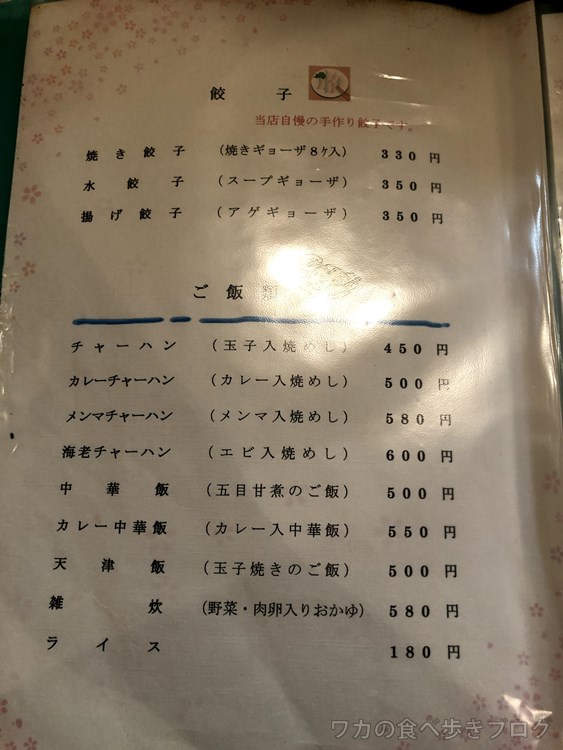 餃子
当店自慢の手作り餃子です。
焼き餃子 (焼きギョーザ8ヶ入) 330円
水餃子 (スープギョーザ) 350円
揚げ餃子 (アゲギョーザ) 350円
ご飯類
チャーハン (玉子入焼めし) 450円
カレーチャーハン (カレー入焼めし) 500円
メンマチャーハン (メンマ入焼めし) 580円
海老チャーハン (エビ入焼めし) 600円
中華飯 (五目甘煮のご飯) 500円
カレー中華飯 (カレー入中華飯) 550円
天津飯 (玉子焼きのご飯) 500円
雑炊 (野菜・肉卵入りおかゆ) 580円
ライス 180円
ワカの食べ歩きブログ